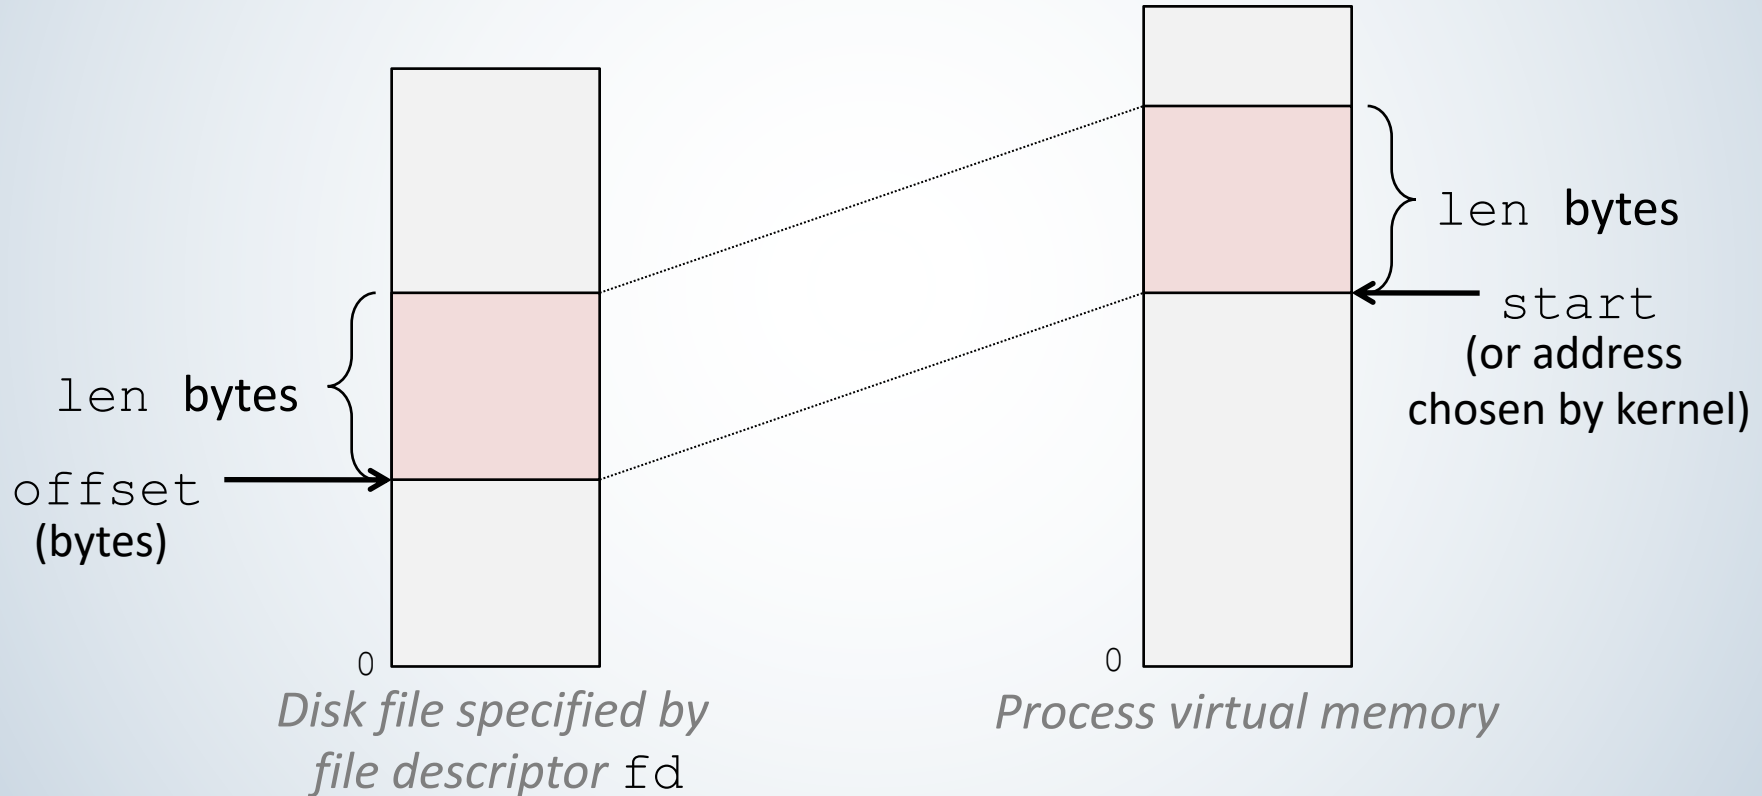 len bytes
start
(or address
chosen by kernel)
len bytes
offset
(bytes)
0
0
Disk file specified by
file descriptor fd
Process virtual memory